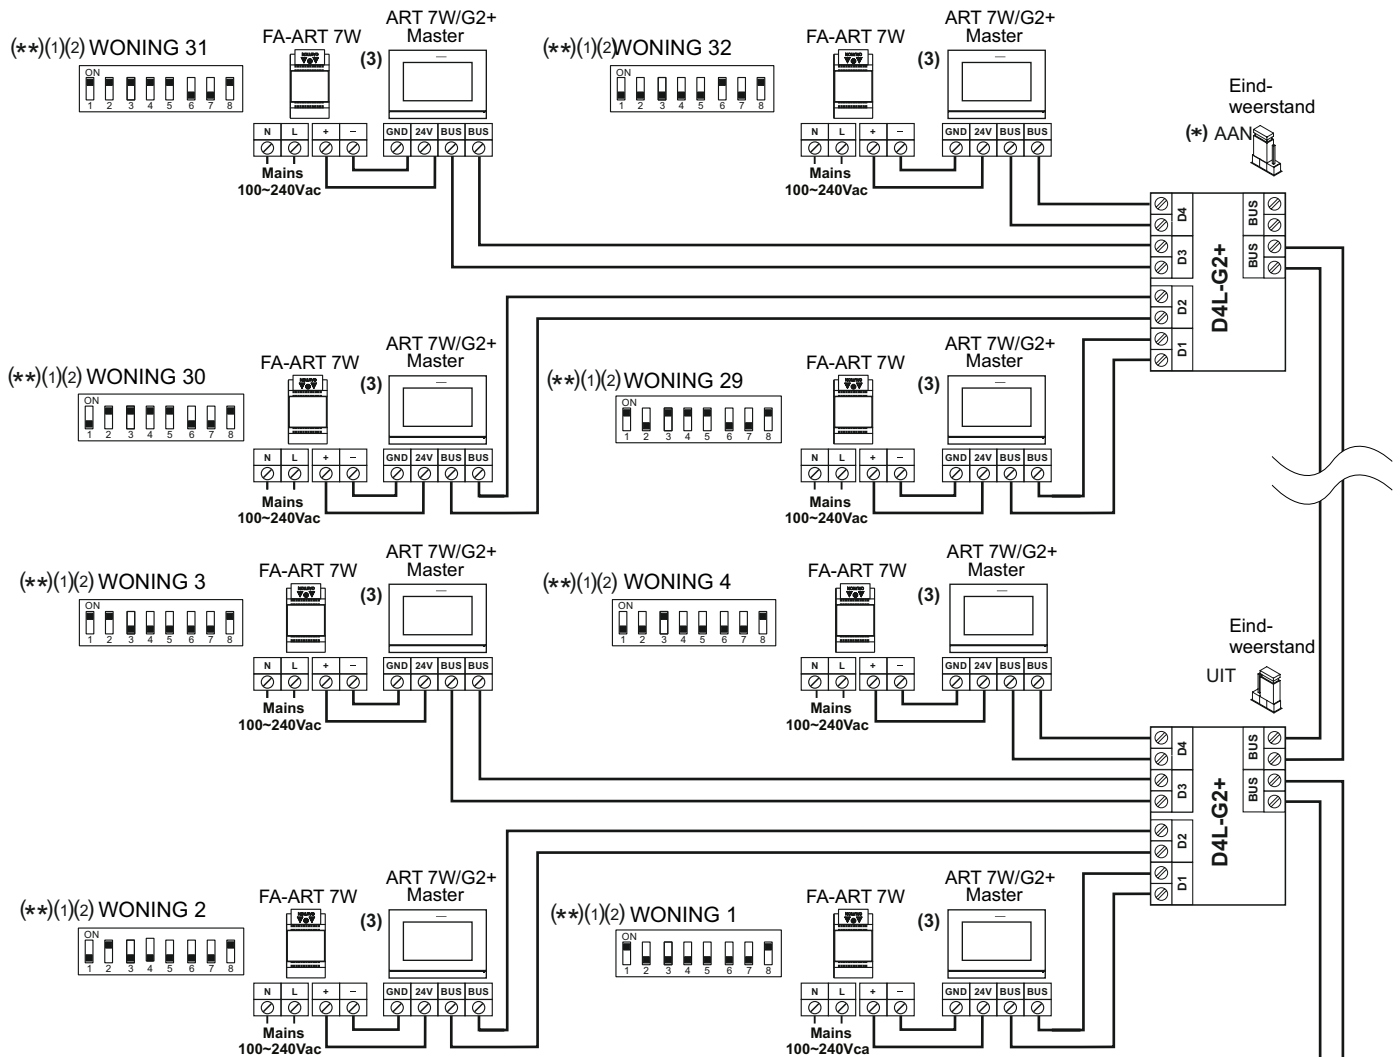 (**)(1)(2) WONING 31
ON
1 2 3 4 5 6 7 8
FA-ART 7W
ART 7W/G2+
Master
(3)
N L + − GND 24V BUS BUS
Mains
100~240Vac
(**)(1)(2)WONING 32
ON
1 2 3 4 5 6 7 8
FA-ART 7W
ART 7W/G2+
Master
(3)
N L + − GND 24V BUS BUS
Mains
100~240Vac
Eind-
weerstand
(*) AAN
D4 BUS
D3 BUS
D2
D1
D4L-G2+
(**)(1)(2) WONING 30
ON
1 2 3 4 5 6 7 8
FA-ART 7W
ART 7W/G2+
Master
(3)
N L + − GND 24V BUS BUS
Mains
100~240Vac
(**)(1)(2) WONING 29
ON
1 2 3 4 5 6 7 8
FA-ART 7W
ART 7W/G2+
Master
(3)
N L + − GND 24V BUS BUS
Mains
100~240Vac
(**)(1)(2) WONING 3
ON
1 2 3 4 5 6 7 8
FA-ART 7W
ART 7W/G2+
Master
(3)
N L + − GND 24V BUS BUS
Mains
100~240Vac
(**)(1)(2) WONING 4
ON
1 2 3 4 5 6 7 8
FA-ART 7W
ART 7W/G2+
Master
(3)
N L + − GND 24V BUS BUS
Mains
100~240Vac
Eind-
weerstand
UIT
D4 BUS
D3 BUS
D2
D1
D4L-G2+
(**)(1)(2) WONING 2
ON
1 2 3 4 5 6 7 8
FA-ART 7W
ART 7W/G2+
Master
(3)
N L + − GND 24V BUS BUS
Mains
100~240Vac
(**)(1)(2) WONING 1
ON
1 2 3 4 5 6 7 8
FA-ART 7W
ART 7W/G2+
Master
(3)
N L + − GND 24V BUS BUS
Mains
100~240Vca